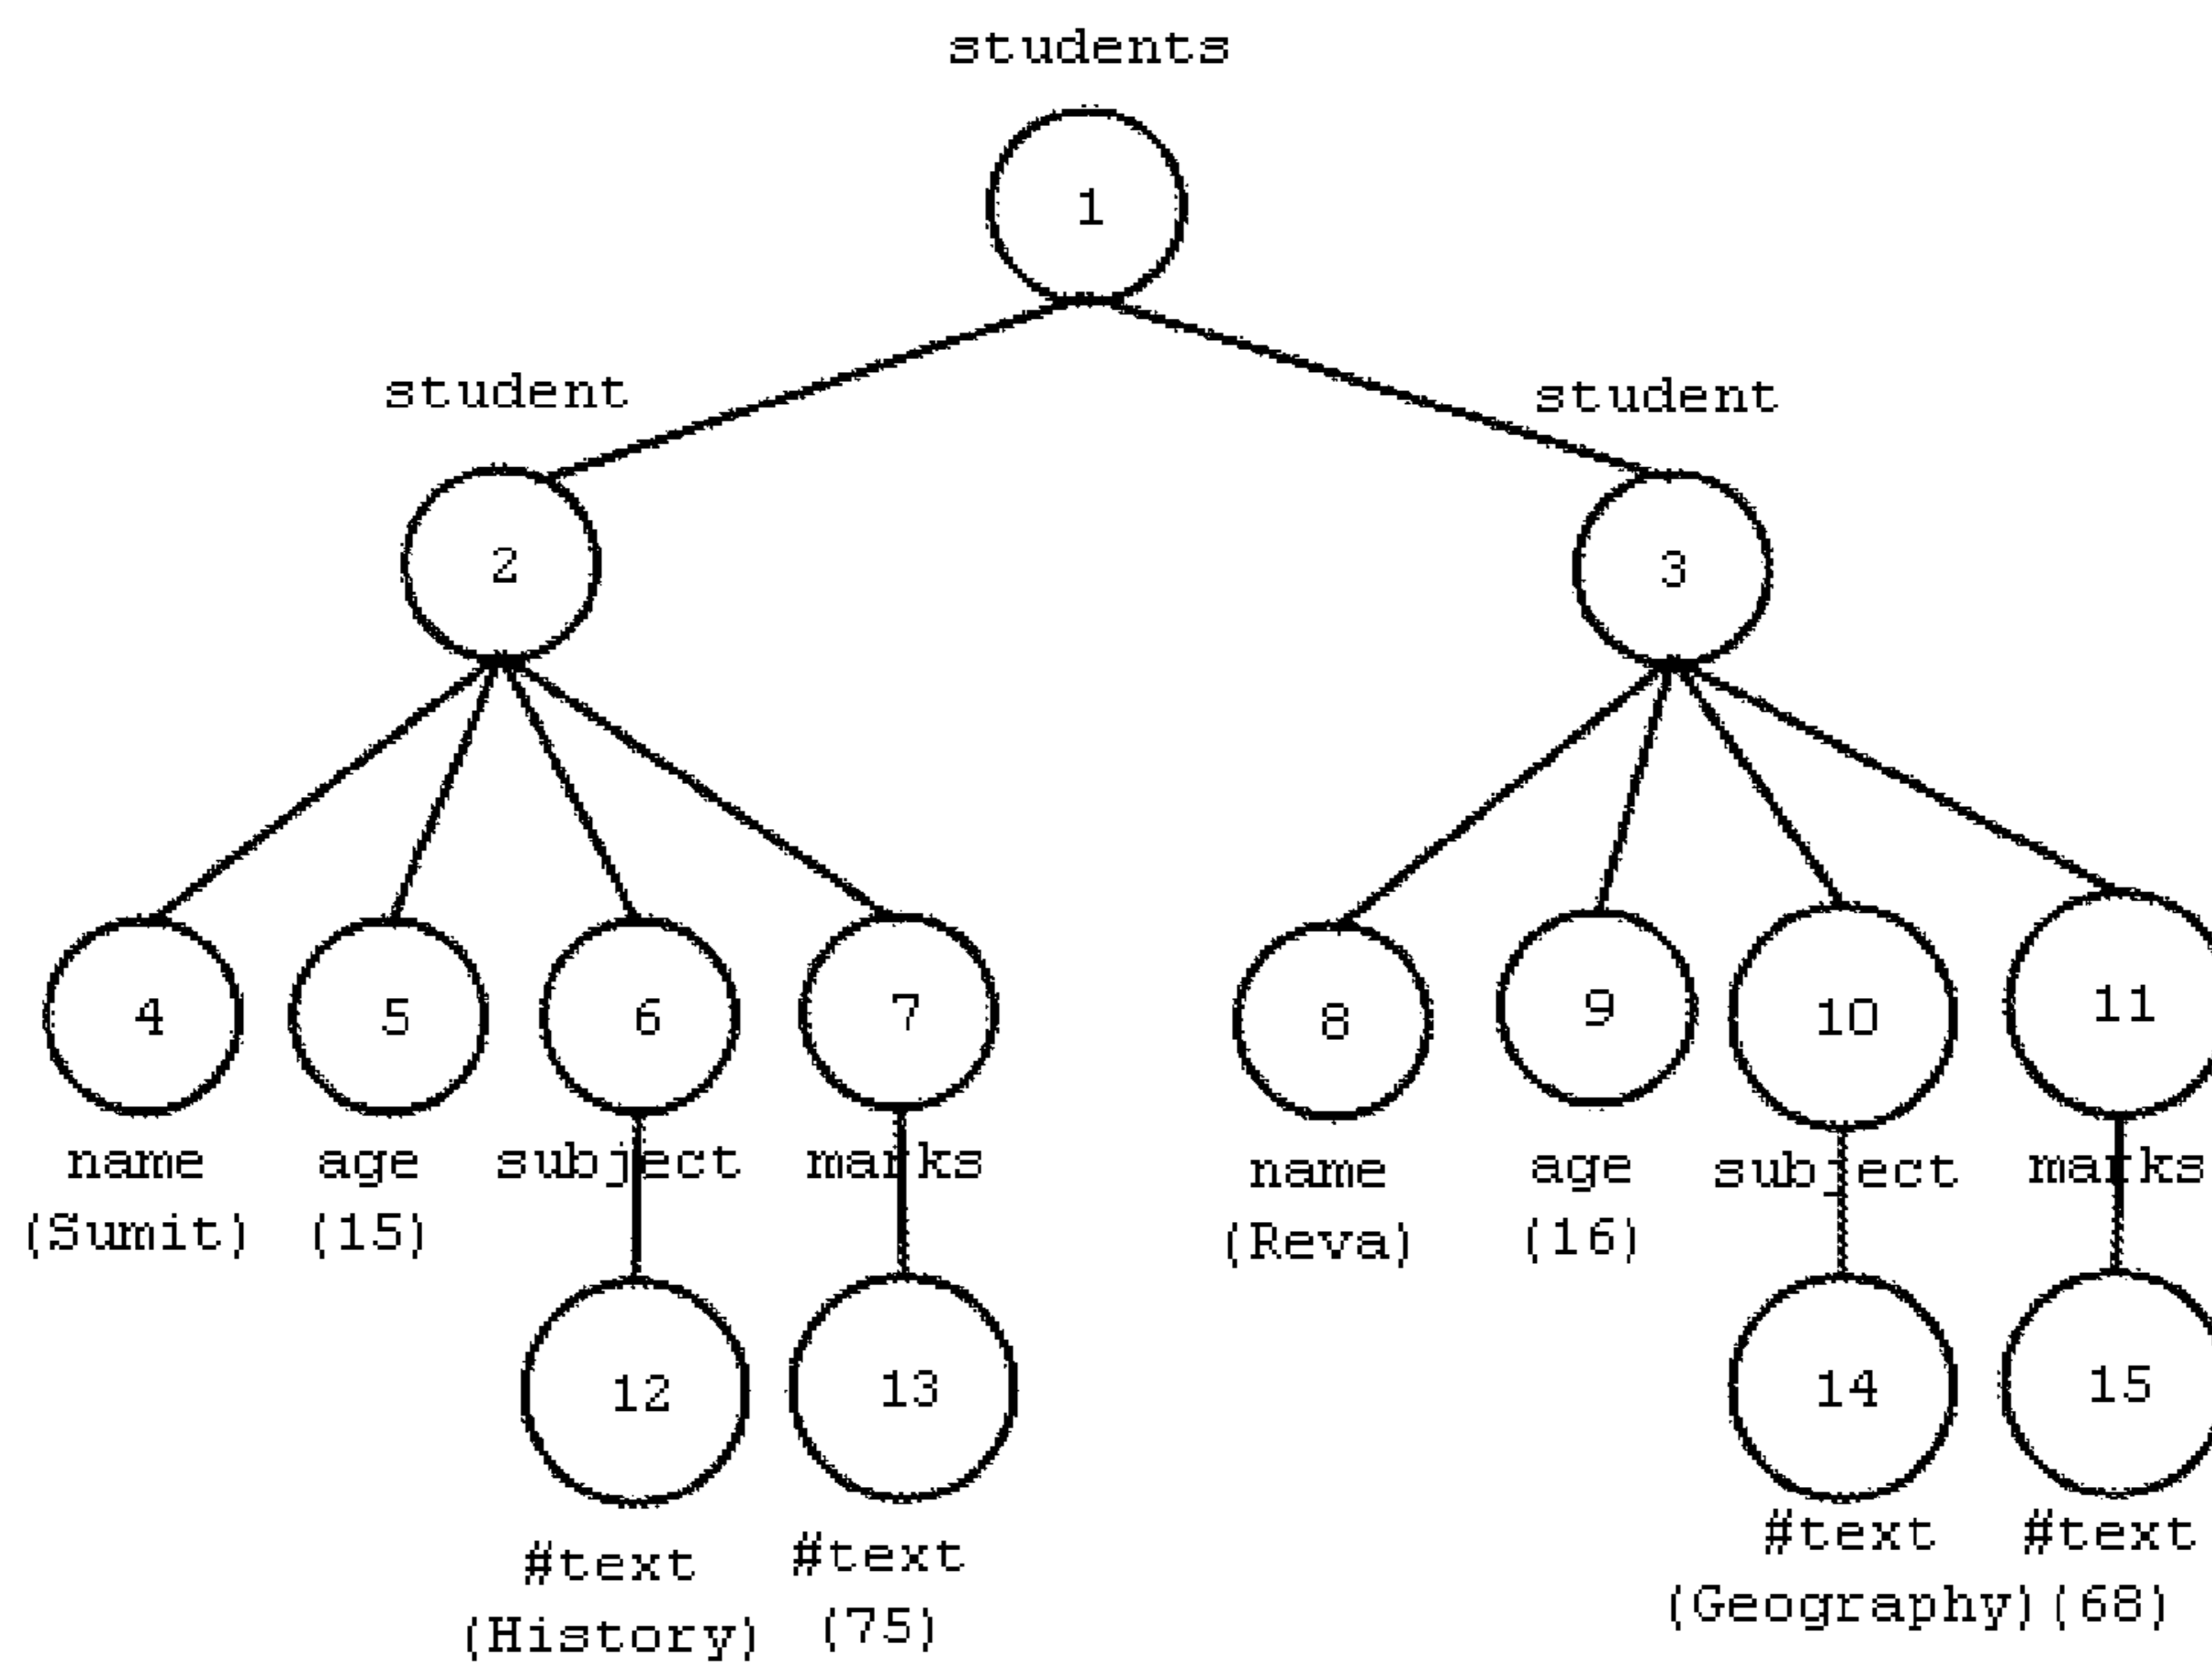 students
1
student student
2 3
4 5 6 7 8 9 10 11
name age subject marks name age subject marks
(Sumit) (15) (Reva) (16)
12 13 14 15
#text #text #text #text
(History) (75) (Geography) (68)